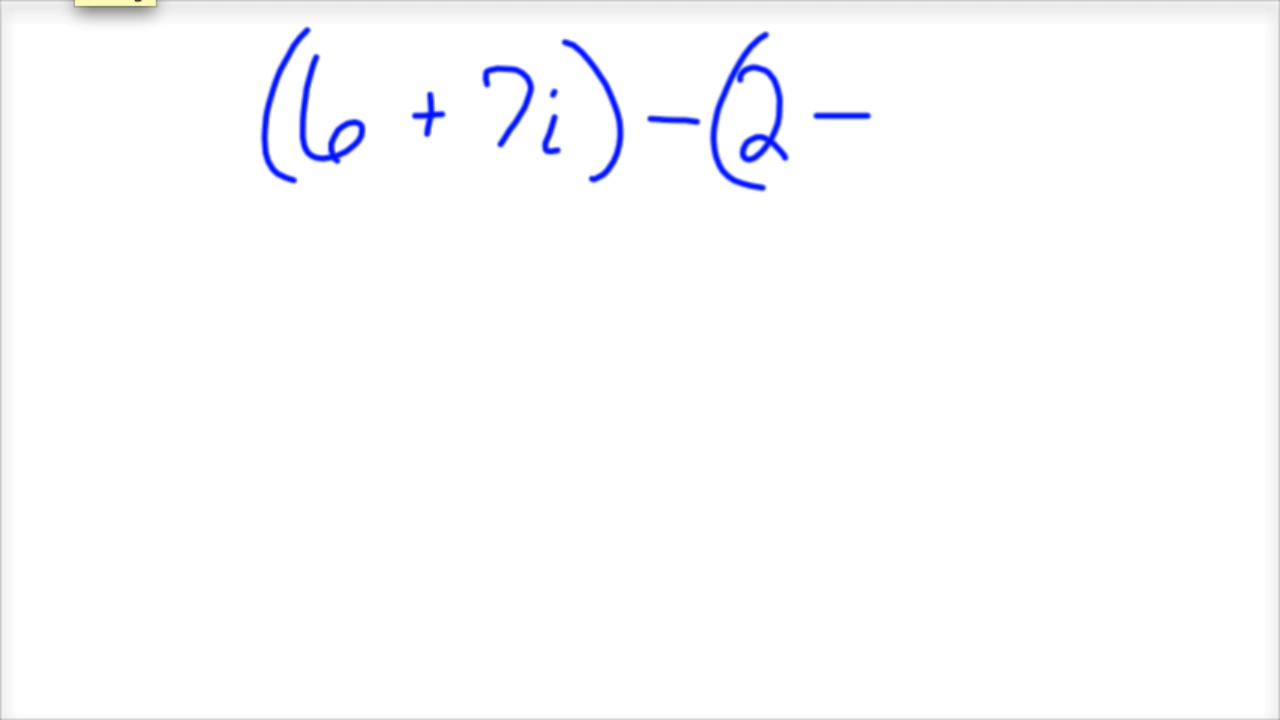 (6 + 7i) - (2 -